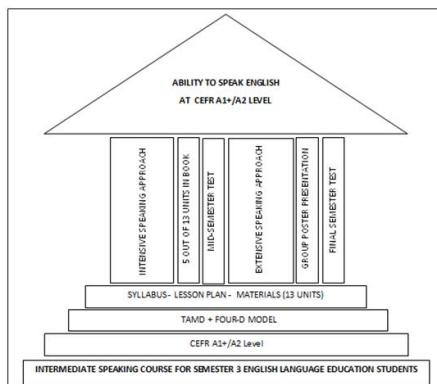 ABILITY TO SPEAK ENGLISH
AT CEFR A1+/A2 LEVEL
INTENSIVE SPEAKING APPROACH
5 OUT OF 13 UNITS IN BOOK
MID-SEMESTER TEST
EXTENSIVE SPEAKING APPROACH
GROUP POSTER PRESENTATION
FINAL SEMESTER TEST
SYLLABUS - LESSON PLAN - MATERIALS (13 UNITS)
TAMD + FOUR-D MODEL
CEFR A1+/A2 Level
INTERMEDIATE SPEAKING COURSE FOR SEMESTER 3 ENGLISH LANGUAGE EDUCATION STUDENTS